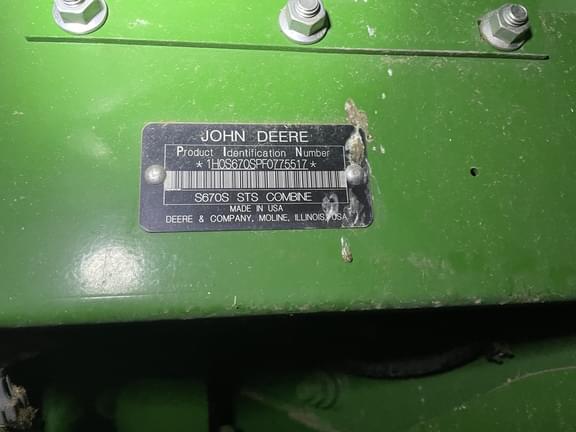 JOHN DEERE
Product Identification Number
*1H0S670SPF0775517*
S670S STS COMBINE
MADE IN USA
DEERE & COMPANY, MOLINE, ILLINOIS, USA